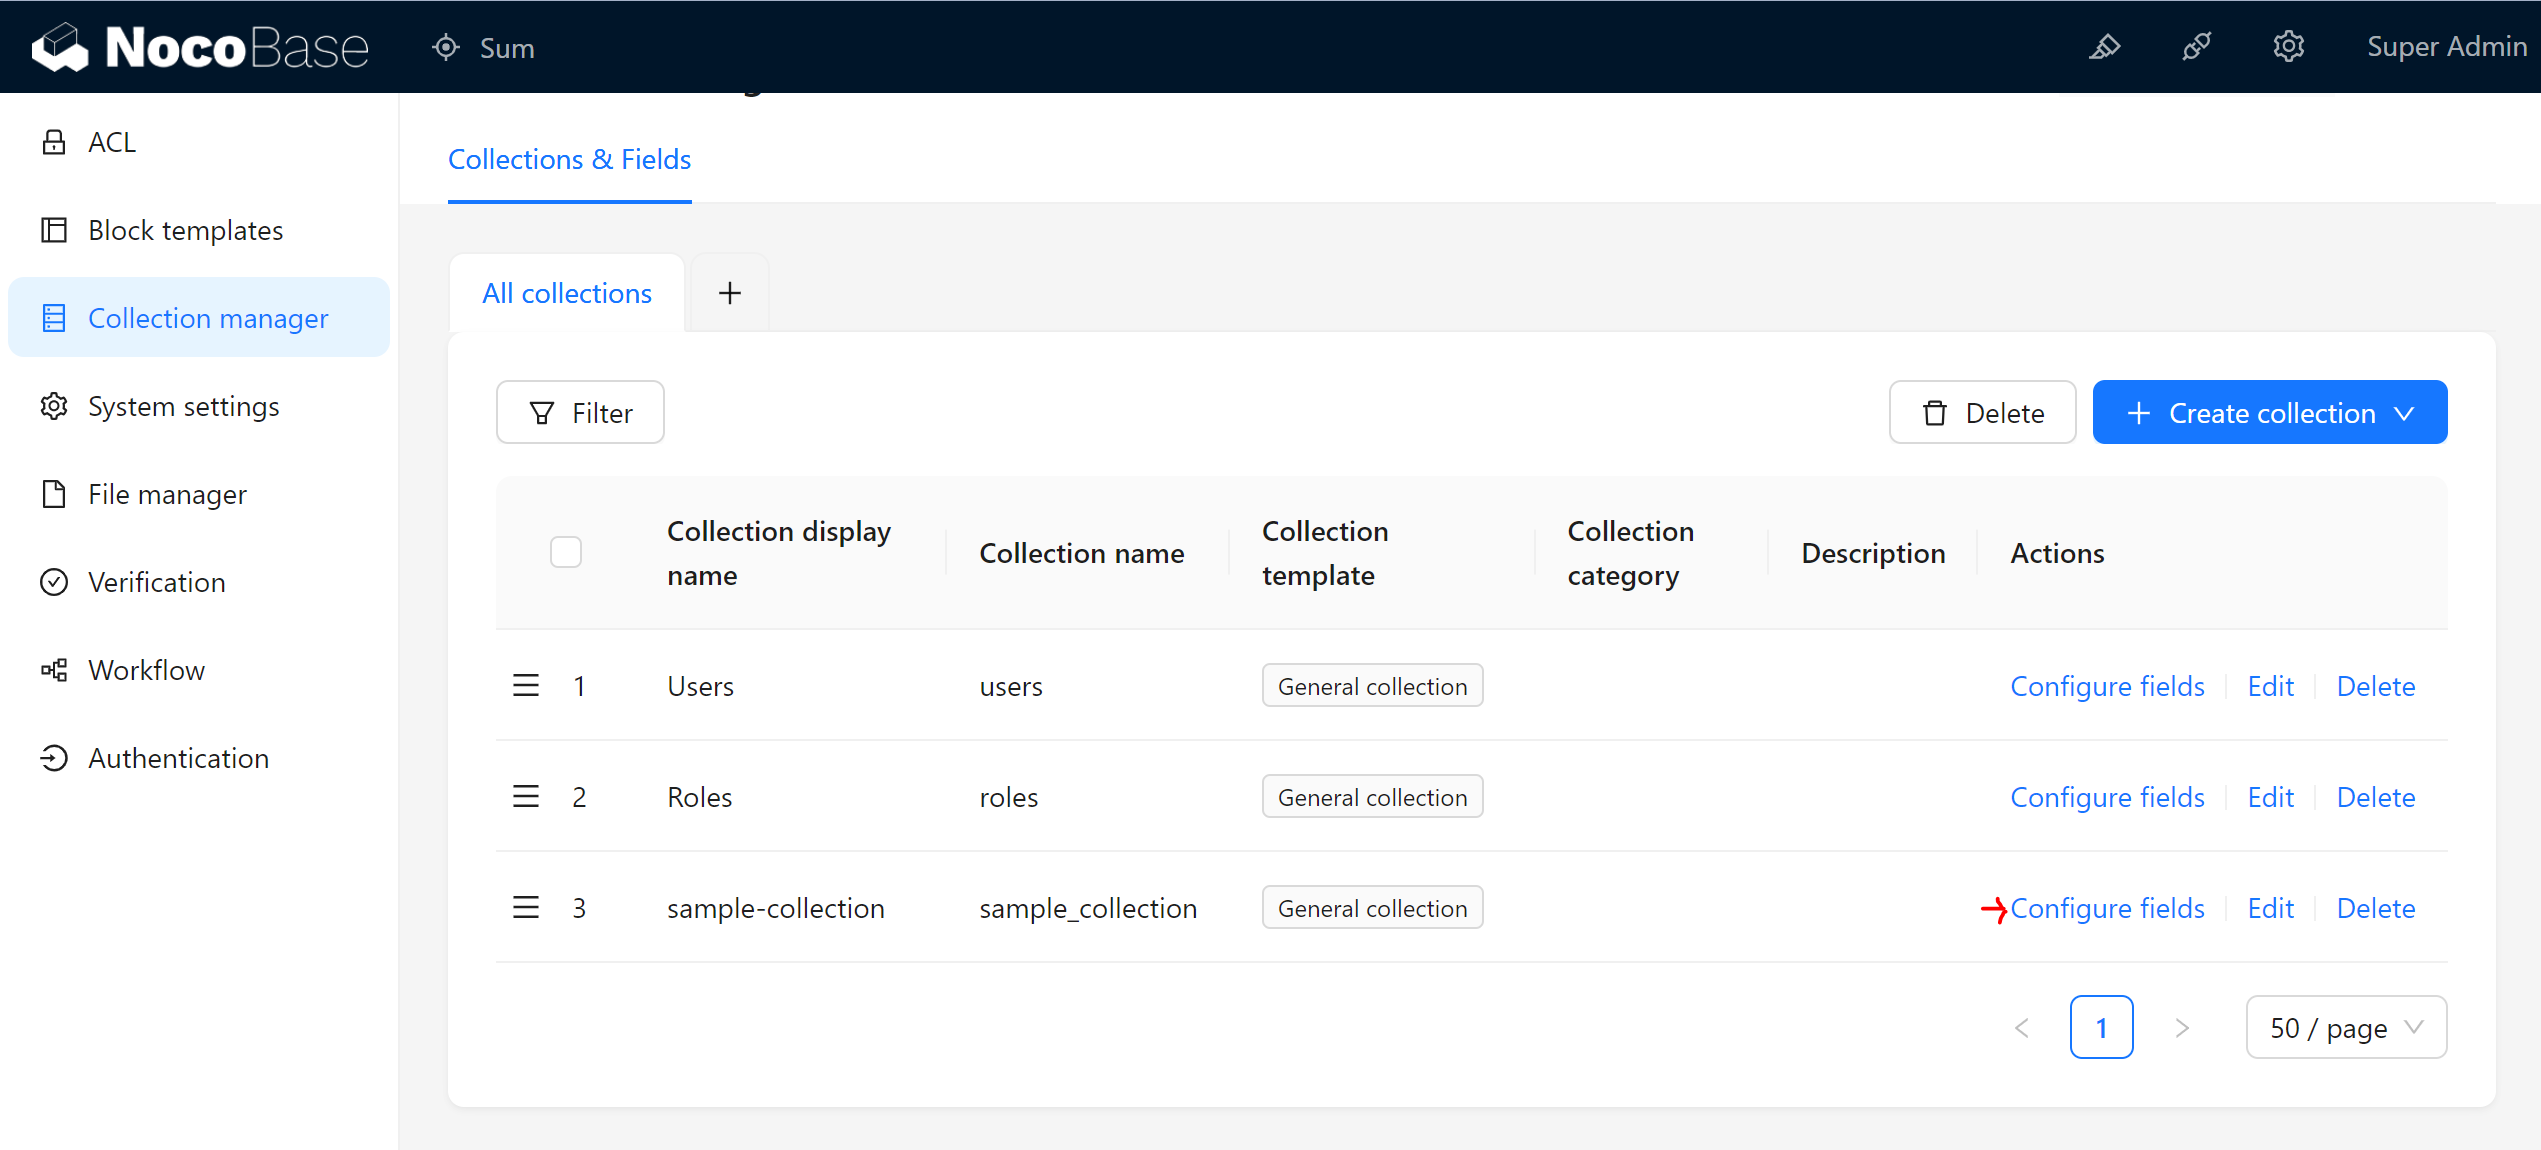 NocoBase
Sum
Super Admin
ACL
Block templates
Collection manager
System settings
File manager
Verification
Workflow
Authentication
Collections & Fields
All collections
Filter
Delete
Create collection
Collection display name
Collection name
Collection template
Collection category
Description
Actions
1 Users users General collection Configure fields Edit Delete
2 Roles roles General collection Configure fields Edit Delete
3 sample-collection sample_collection General collection Configure fields Edit Delete
1
50 / page